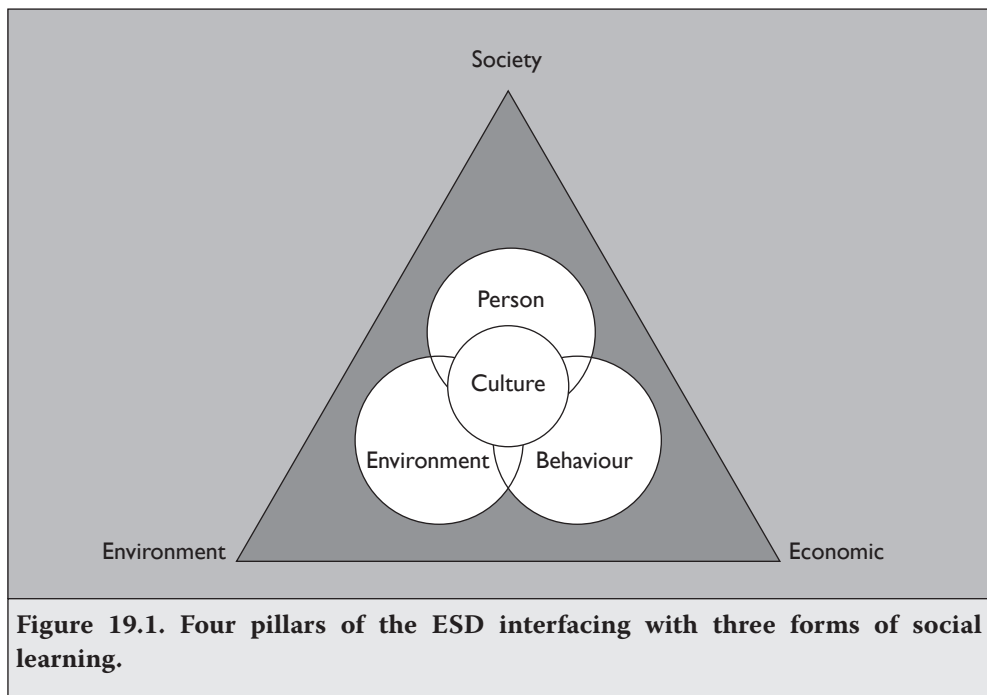 Society
Person
Culture
Environment
Behaviour
Environment
Economic
Figure 19.1. Four pillars of the ESD interfacing with three forms of social
learning.